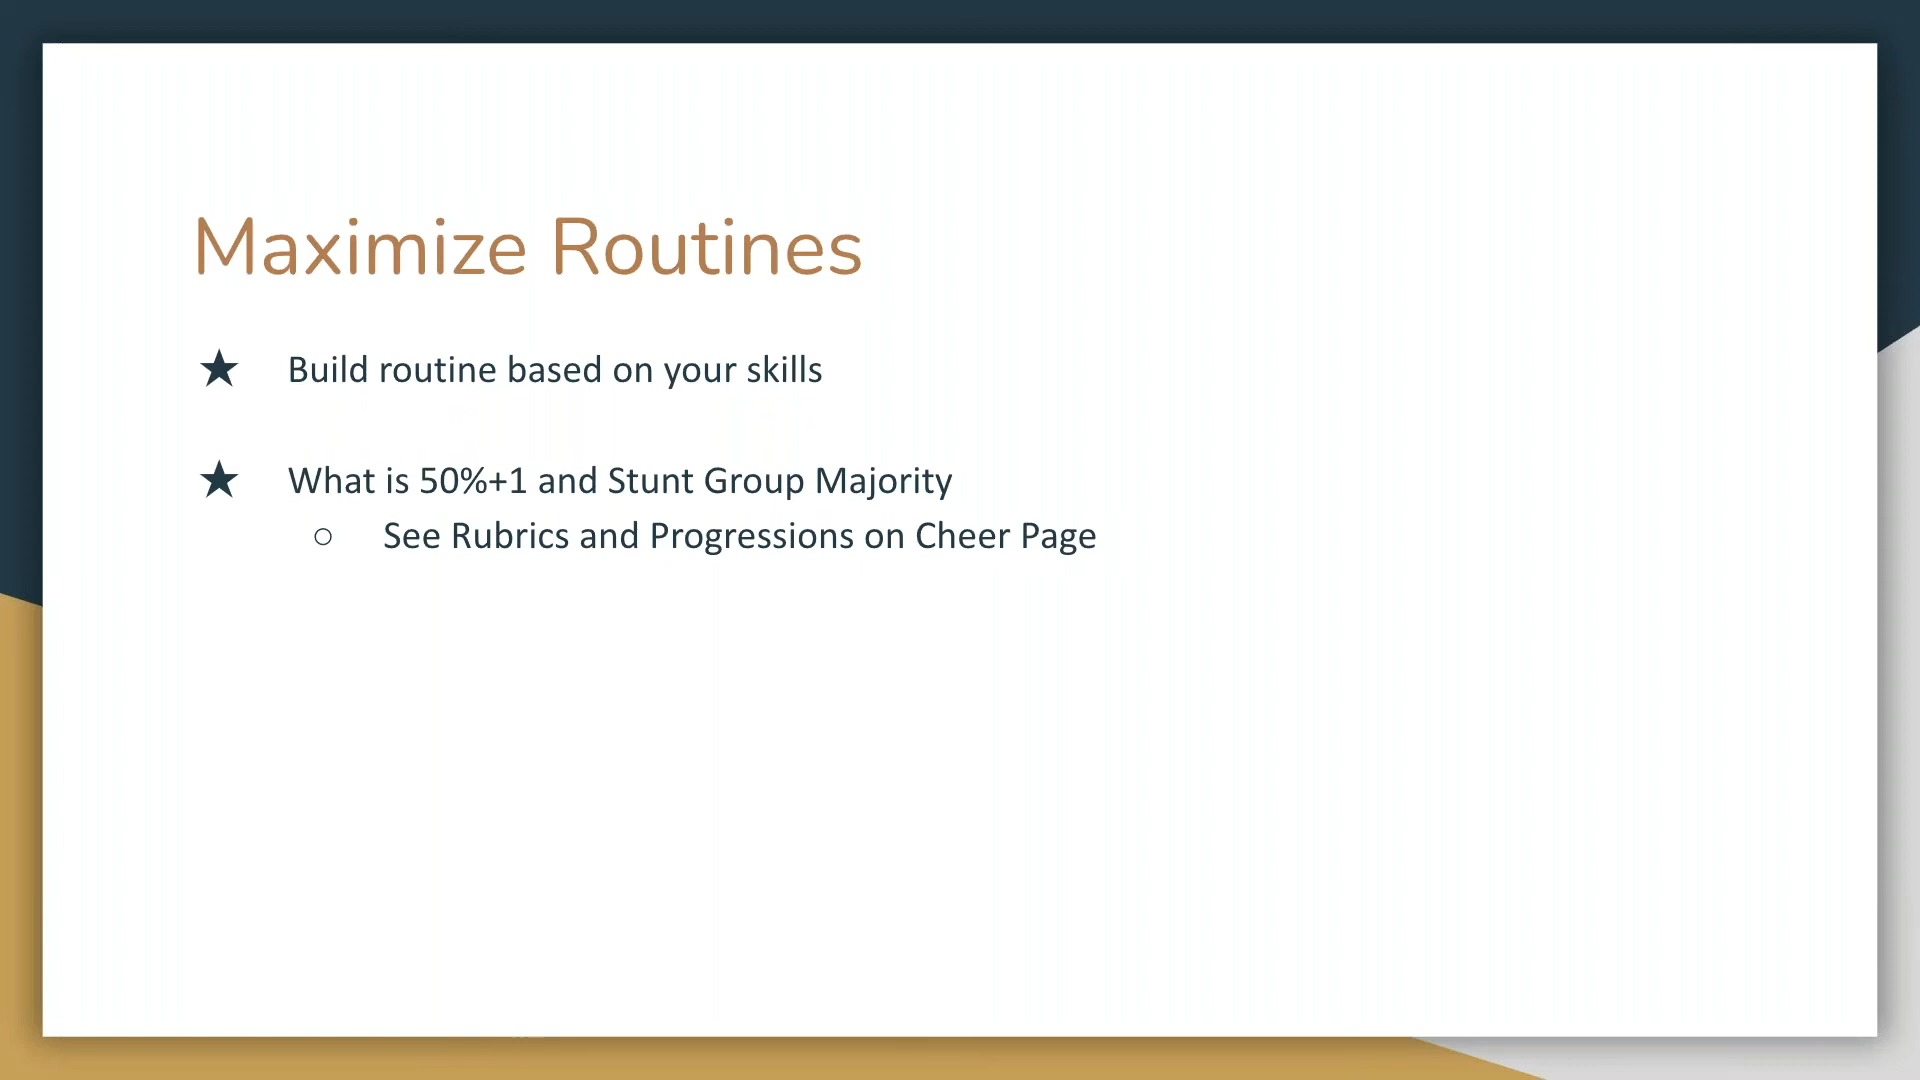 Maximize Routines
★ Build routine based on your skills
★ What is 50%+1 and Stunt Group Majority
○ See Rubrics and Progressions on Cheer Page